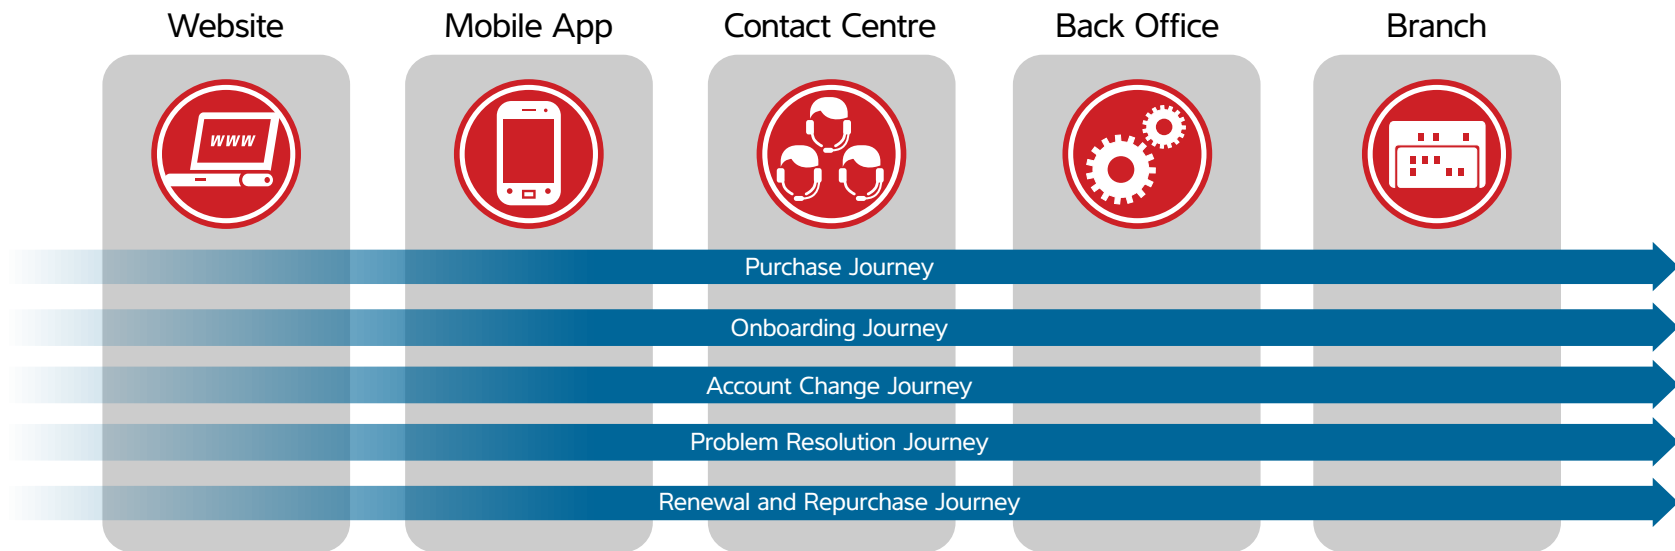 Website
Mobile App
Contact Centre
Back Office
Branch
www
Purchase Journey
Onboarding Journey
Account Change Journey
Problem Resolution Journey
Renewal and Repurchase Journey